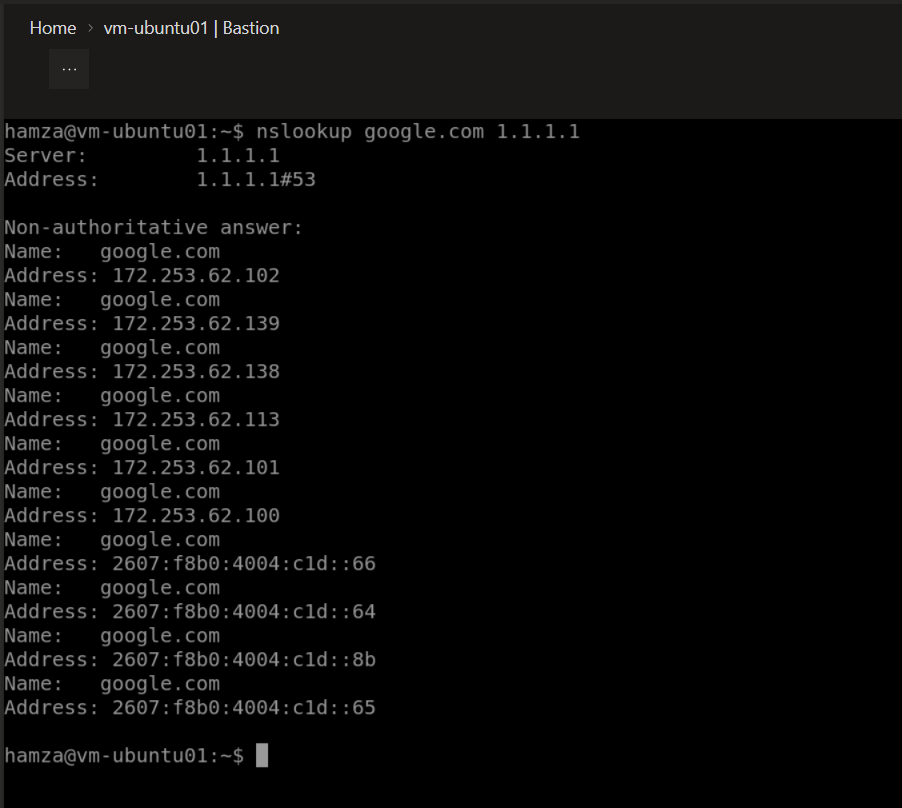 Home > vm-ubuntu01 | Bastion
...
hamza@vm-ubuntu01:~$ nslookup google.com 1.1.1.1
Server:         1.1.1.1
Address:        1.1.1.1#53
Non-authoritative answer:
Name:   google.com
Address: 172.253.62.102
Name:   google.com
Address: 172.253.62.139
Name:   google.com
Address: 172.253.62.138
Name:   google.com
Address: 172.253.62.113
Name:   google.com
Address: 172.253.62.101
Name:   google.com
Address: 172.253.62.100
Name:   google.com
Address: 2607:f8b0:4004:c1d::66
Name:   google.com
Address: 2607:f8b0:4004:c1d::64
Name:   google.com
Address: 2607:f8b0:4004:c1d::8b
Name:   google.com
Address: 2607:f8b0:4004:c1d::65
hamza@vm-ubuntu01:~$